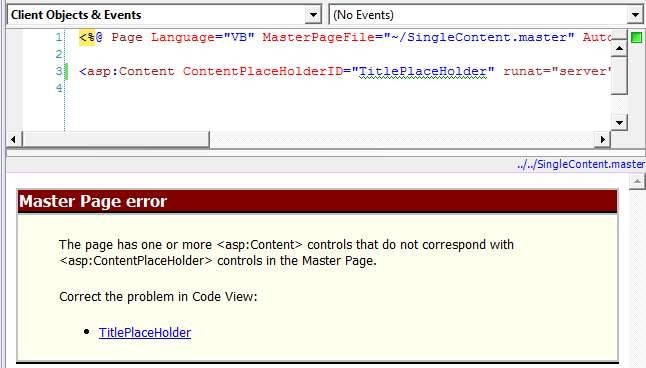 Client Objects & Events (No Events)
1 <%@ Page Language="VB" MasterPageFile="~/SingleContent.master" Auto
2
3 <asp:Content ContentPlaceHolderID="TitlePlaceHolder" runat="server"
4
../../SingleContent.master
Master Page error
The page has one or more <asp:Content> controls that do not correspond with
<asp:ContentPlaceHolder> controls in the Master Page.
Correct the problem in Code View:
• TitlePlaceHolder